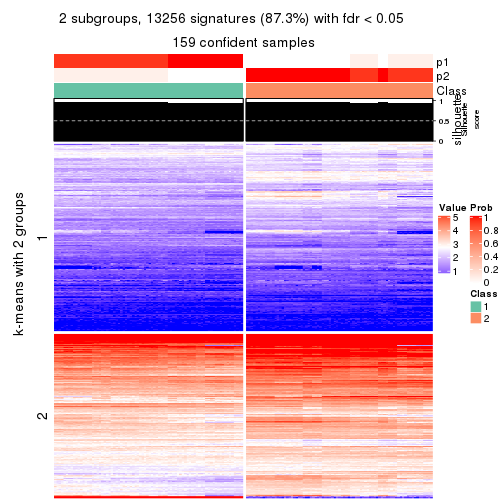 2 subgroups, 13256 signatures (87.3%) with fdr < 0.05
159 confident samples
p1
p2
Class
silhouette
Silhouette
score
1
0.5
0
k-means with 2 groups
1
2
Value
5
4
3
2
1
Prob
1
0.8
0.6
0.4
0.2
0
Class
1
2